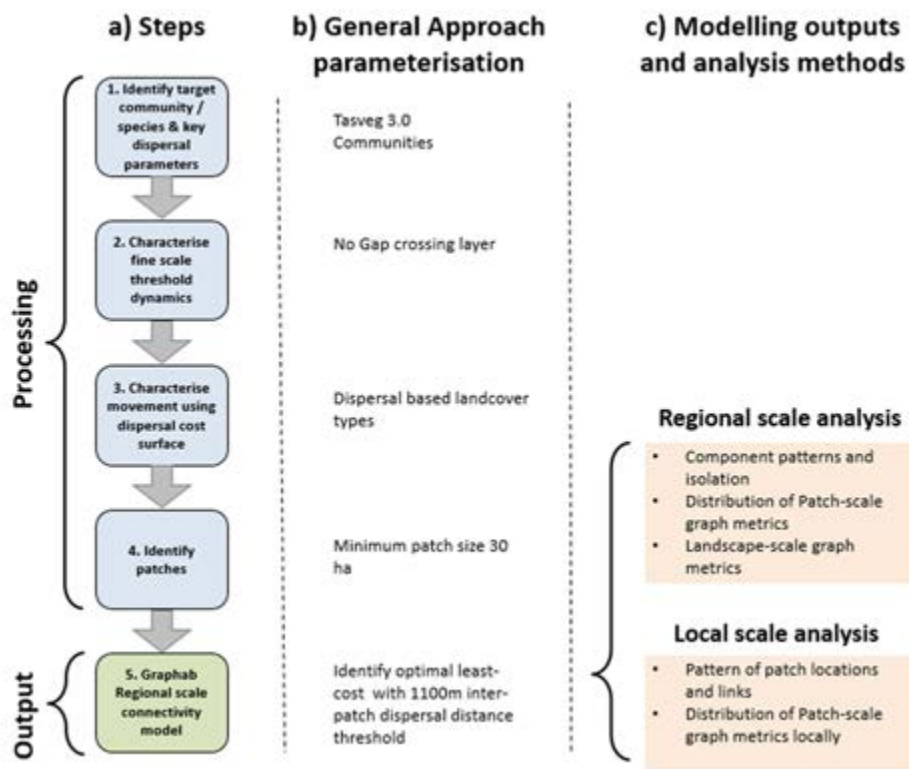 a) Steps
b) General Approach
parameterisation
c) Modelling outputs
and analysis methods
Processing
1. Identify target
community /
species & key
dispersal
parameters
Tasveg 3.0
Communities
2. Characterise
fine scale
threshold
dynamics
No Gap crossing layer
3. Characterise
movement using
dispersal cost
surface
Dispersal based landcover
types
4. Identify
patches
Minimum patch size 30
ha
Output
5. Graphab
Regional scale
connectivity
model
Identify optimal least-
cost with 1100m inter-
patch dispersal distance
threshold
Regional scale analysis
• Component patterns and
isolation
• Distribution of Patch-scale
graph metrics
• Landscape-scale graph
metrics
Local scale analysis
• Pattern of patch locations
and links
• Distribution of Patch-scale
graph metrics locally